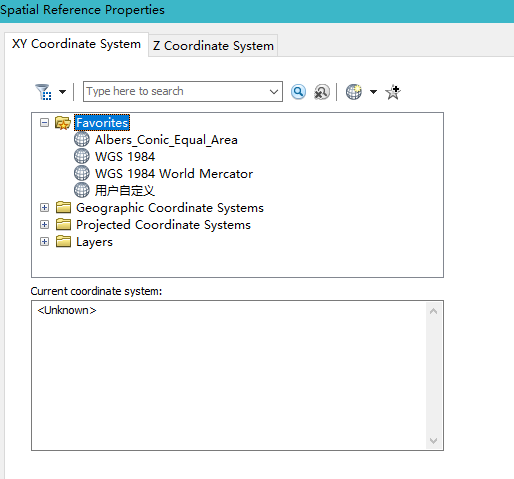 Spatial Reference Properties
XY Coordinate System
Z Coordinate System
Type here to search
Favorites
Albers_Conic_Equal_Area
WGS 1984
WGS 1984 World Mercator
用户自定义
Geographic Coordinate Systems
Projected Coordinate Systems
Layers
Current coordinate system:
<Unknown>